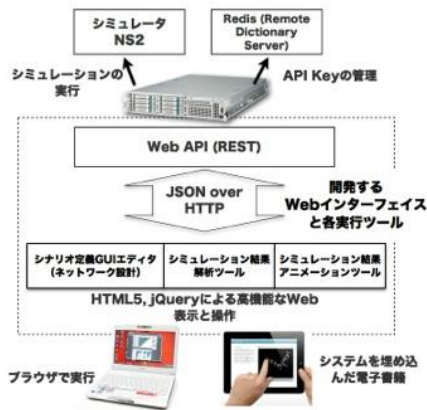 シミュレータ
NS2
Redis (Remote
Dictionary
Server)
シミュレーションの
実行
API Keyの管理
Web API (REST)
JSON over
HTTP
開発する
Webインターフェイス
と各実行ツール
シナリオ定義GUIエディタ
(ネットワーク設計)
シミュレーション結果
解析ツール
シミュレーション結果
アニメーションツール
HTML5, jQueryによる高機能なWeb
表示と操作
ブラウザで実行
システムを埋め込
んだ電子書籍